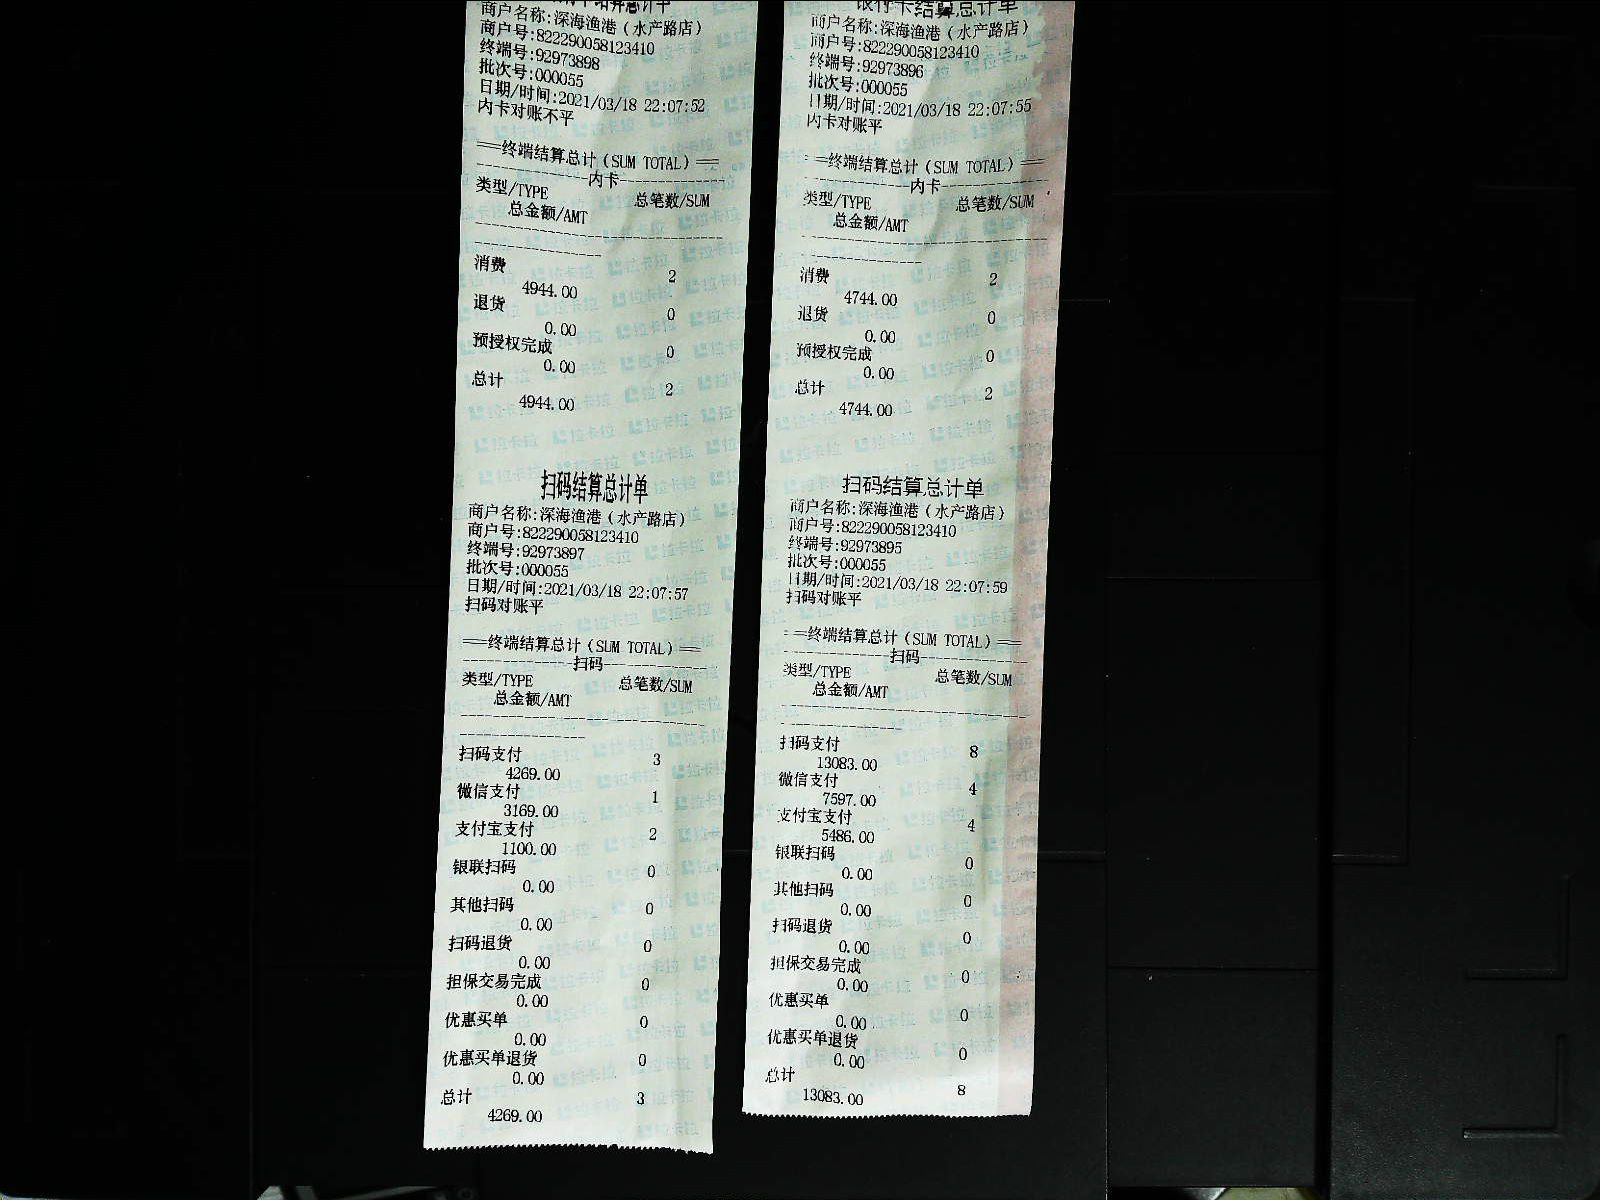 结算总计单
商户名称:深海渔港（水产路店）
商户号:822290058123410
终端号:92973898
批次号:000055
日期/时间:2021/03/18 22:07:52
内卡对账不平
===终端结算总计（SUM TOTAL）===
内卡
类型/TYPE 总笔数/SUM
总金额/AMT
消费 2
4944.00
退货 0
0.00
预授权完成 0
0.00
总计 2
4944.00
扫码结算总计单
商户名称:深海渔港（水产路店）
商户号:822290058123410
终端号:92973897
批次号:000055
日期/时间:2021/03/18 22:07:57
扫码对账平
===终端结算总计（SUM TOTAL）===
扫码
类型/TYPE 总笔数/SUM
总金额/AMT
扫码支付 3
4269.00
微信支付 1
3169.00
支付宝支付 2
1100.00
银联扫码 0
0.00
其他扫码 0
0.00
扫码退货 0
0.00
担保交易完成 0
0.00
优惠买单 0
0.00
优惠买单退货 0
0.00
总计 3
4269.00
银行卡结算总计单
商户名称:深海渔港（水产路店）
商户号:822290058123410
终端号:92973896
批次号:000055
日期/时间:2021/03/18 22:07:55
内卡对账平
===终端结算总计（SUM TOTAL）===
内卡
类型/TYPE 总笔数/SUM
总金额/AMT
消费 2
4744.00
退货 0
0.00
预授权完成 0
0.00
总计 2
4744.00
扫码结算总计单
商户名称:深海渔港（水产路店）
商户号:822290058123410
终端号:92973895
批次号:000055
日期/时间:2021/03/18 22:07:59
扫码对账平
===终端结算总计（SUM TOTAL）===
扫码
类型/TYPE 总笔数/SUM
总金额/AMT
扫码支付 8
13083.00
微信支付 4
7597.00
支付宝支付 4
5486.00
银联扫码 0
0.00
其他扫码 0
0.00
扫码退货 0
0.00
担保交易完成 0
0.00
优惠买单 0
0.00
优惠买单退货 0
0.00
总计 8
13083.00